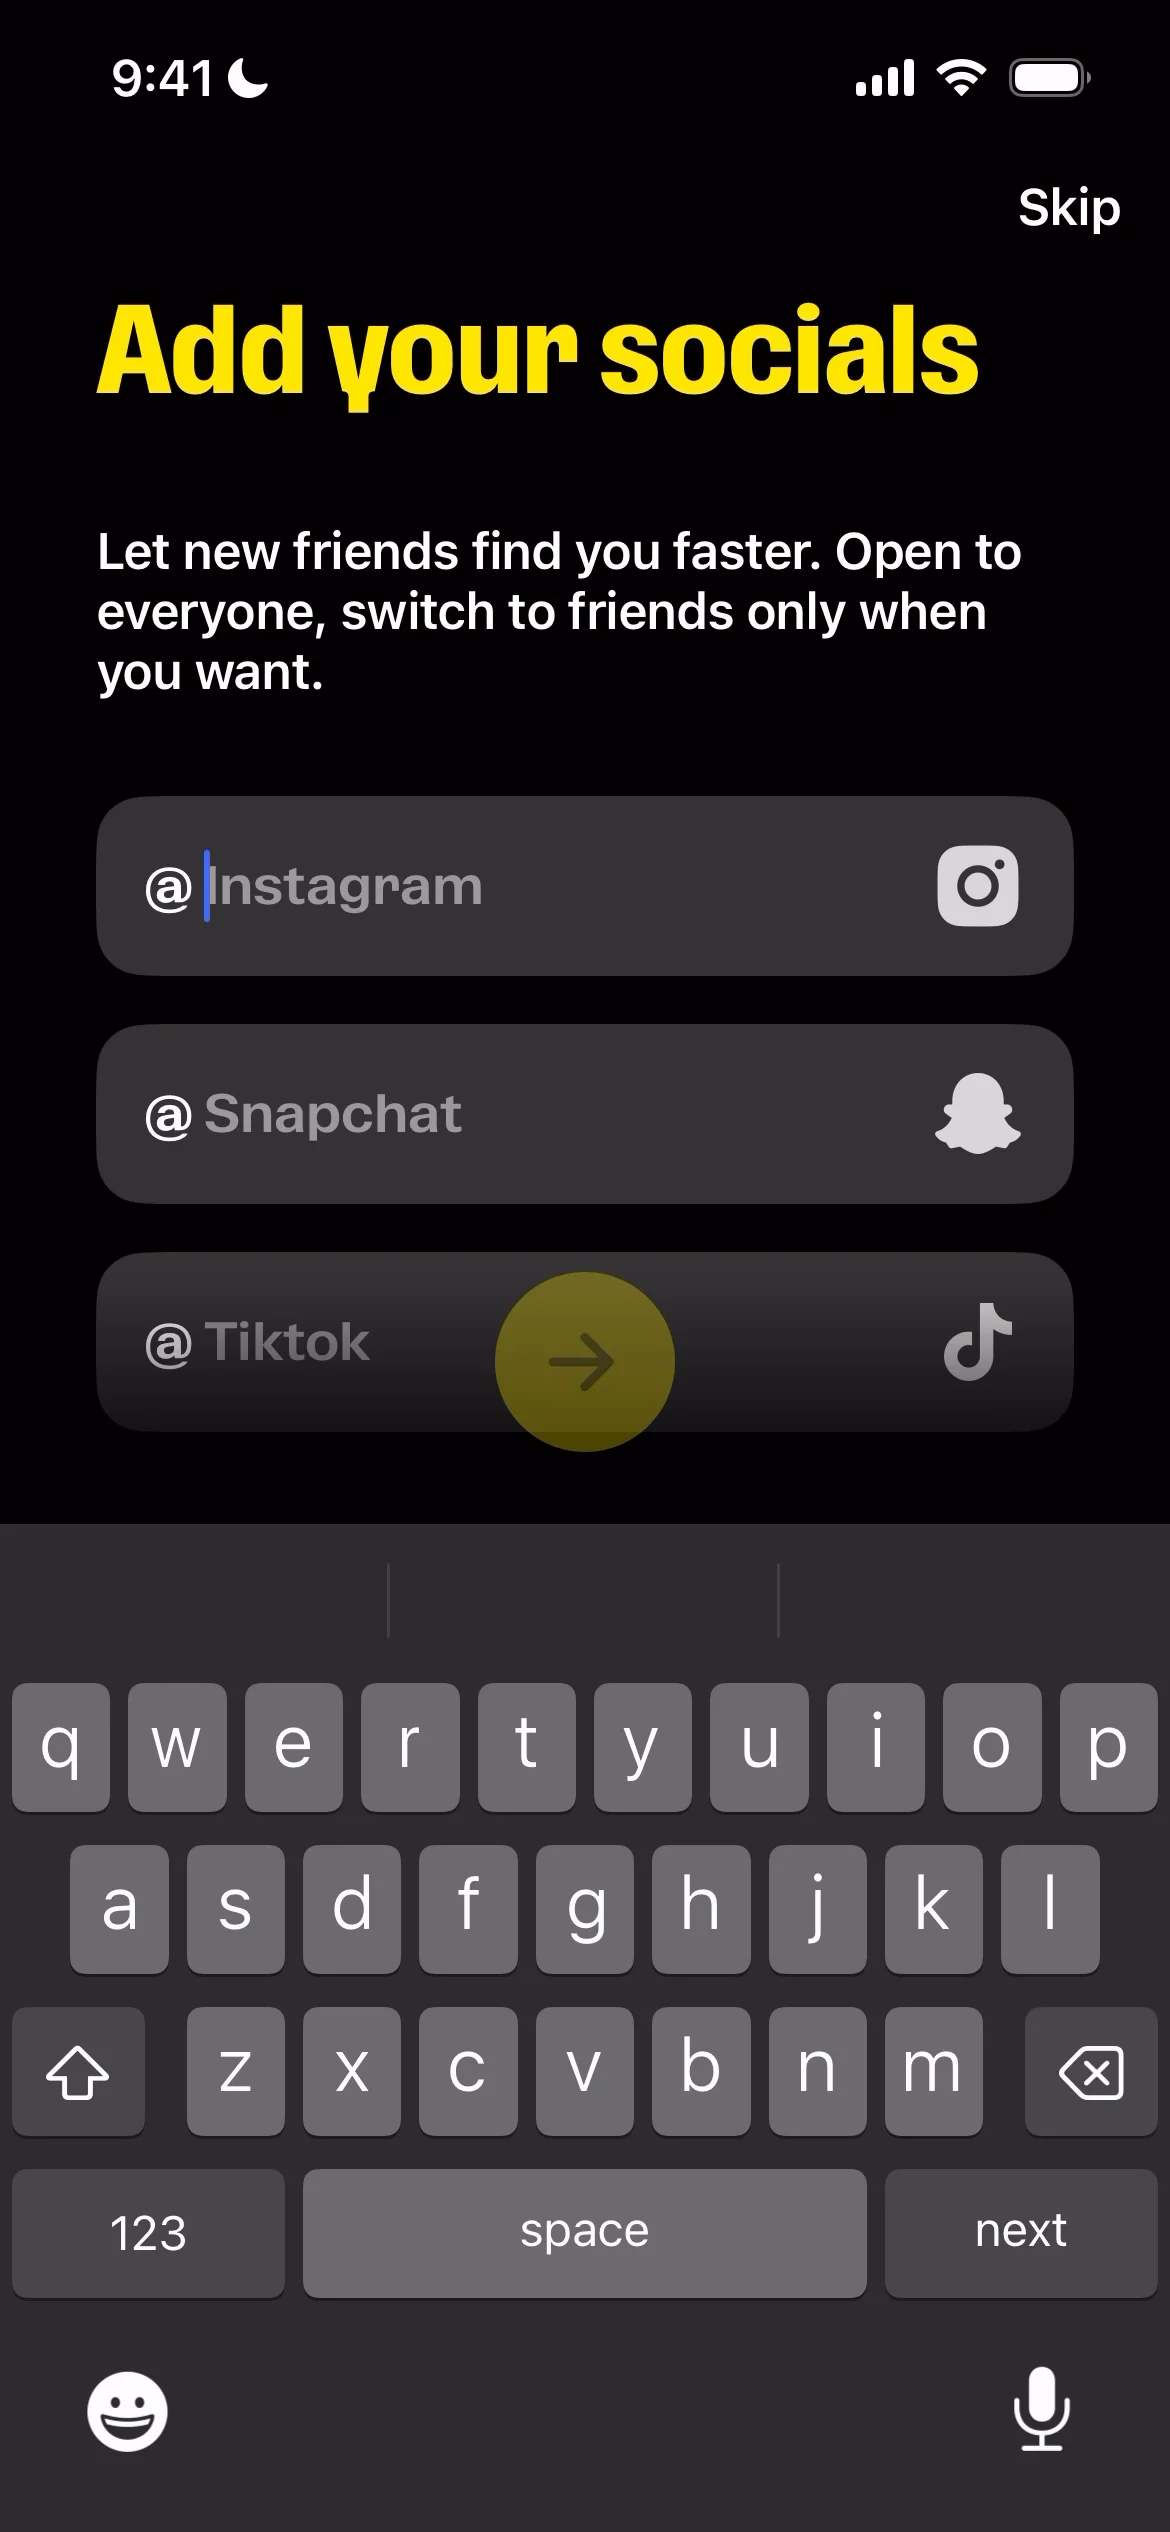 9:41
Skip
Add your socials
Let new friends find you faster. Open to
everyone, switch to friends only when
you want.
@ Instagram
@ Snapchat
@ Tiktok
q w e r t y u i o p
a s d f g h j k l
z x c v b n m
123 space next